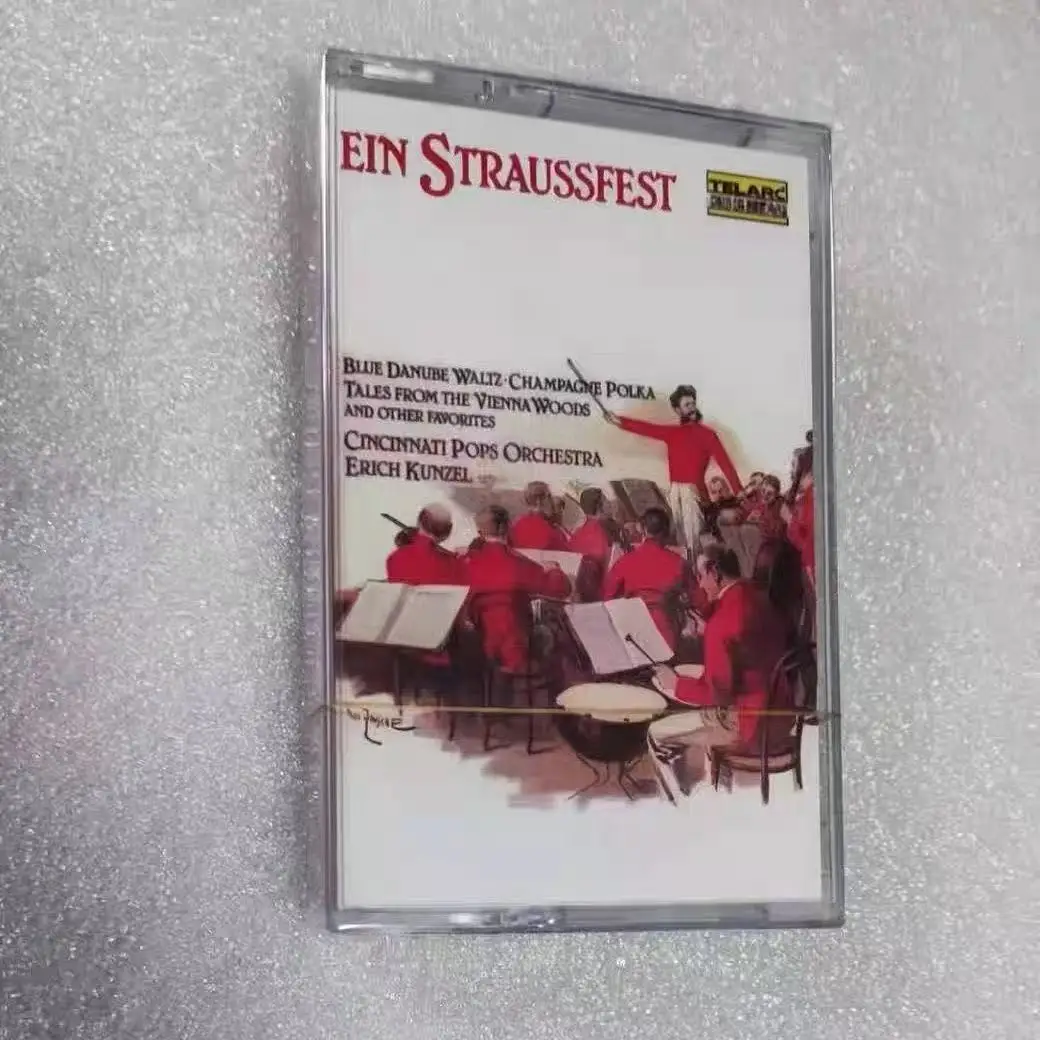 EIN STRAUSSFEST
TELARC
BLUE DANUBE WALTZ · CHAMPAGNE POLKA
TALES FROM THE VIENNA WOODS
AND OTHER FAVORITES
CINCINNATI POPS ORCHESTRA
ERICH KUNZEL